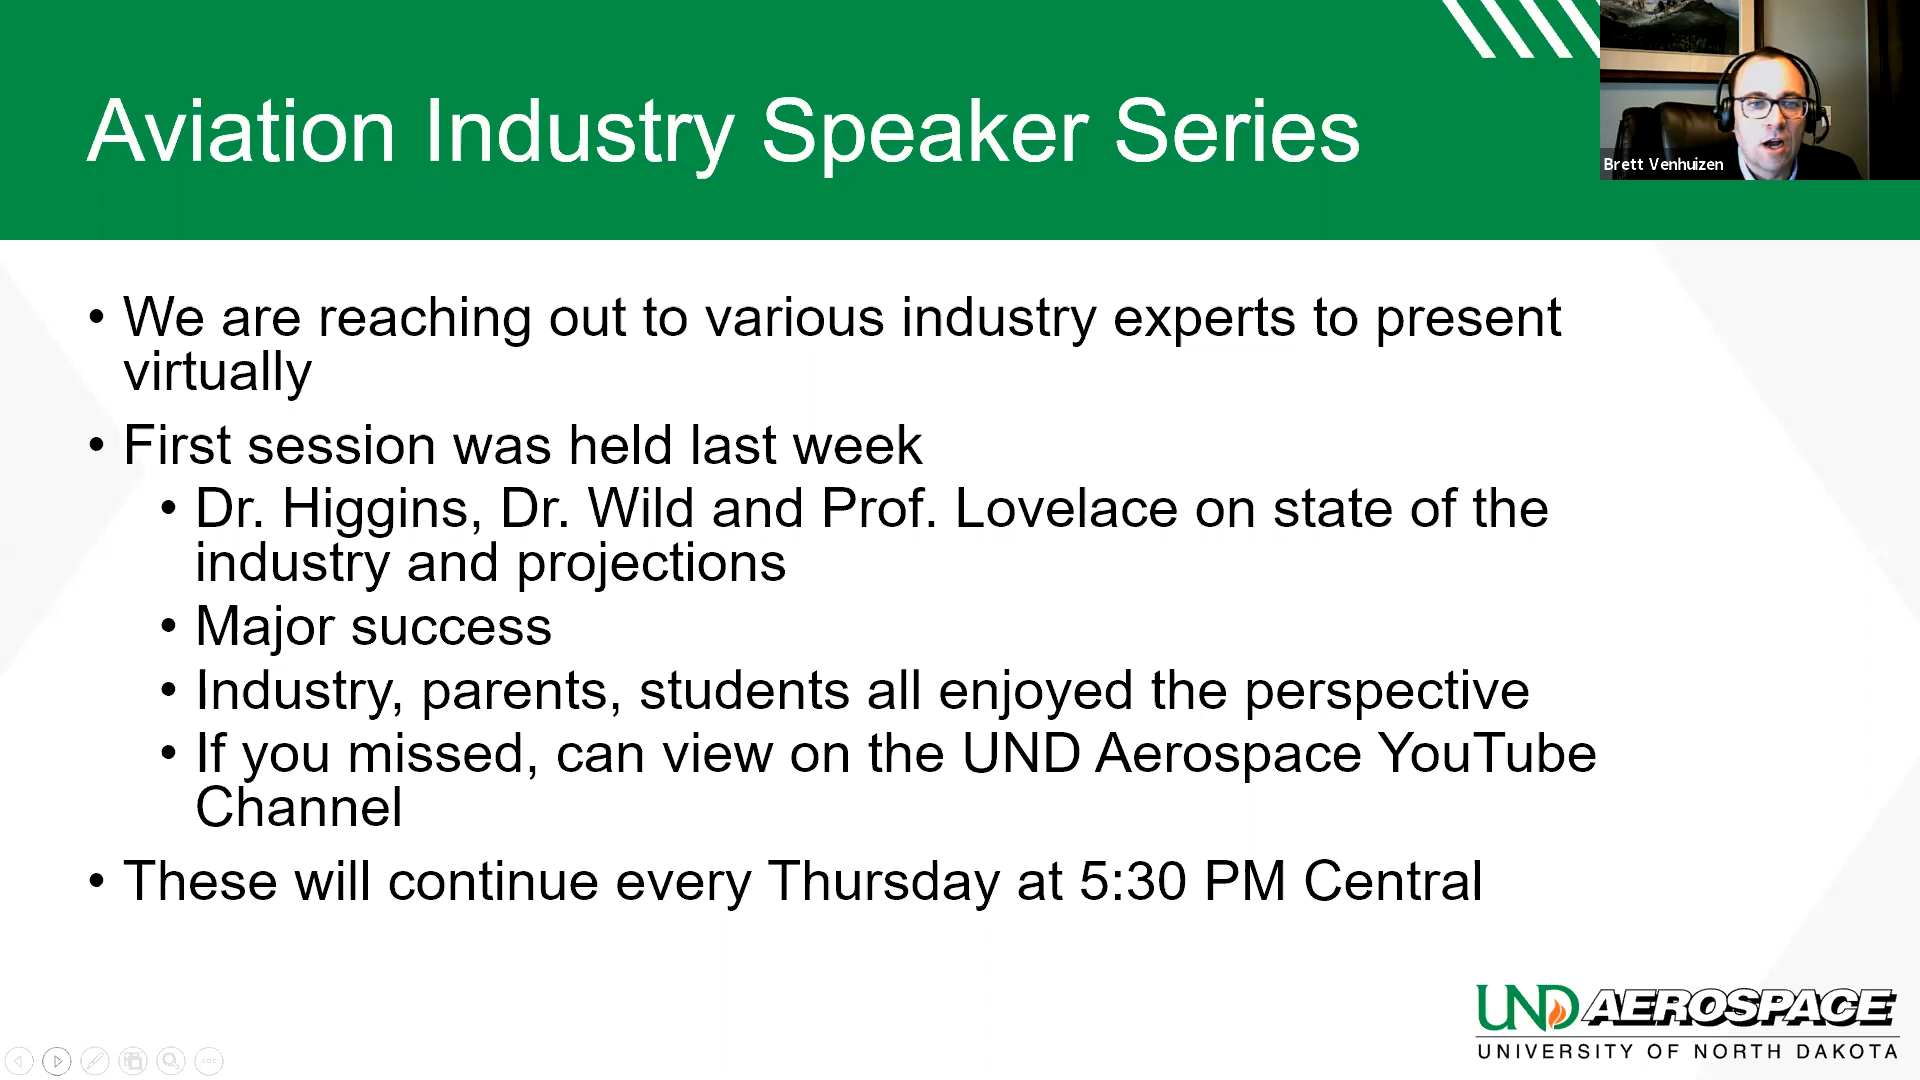 Aviation Industry Speaker Series
Brett Venhuizen
• We are reaching out to various industry experts to present
virtually
• First session was held last week
• Dr. Higgins, Dr. Wild and Prof. Lovelace on state of the
industry and projections
• Major success
• Industry, parents, students all enjoyed the perspective
• If you missed, can view on the UND Aerospace YouTube
Channel
• These will continue every Thursday at 5:30 PM Central
UND AEROSPACE
UNIVERSITY OF NORTH DAKOTA